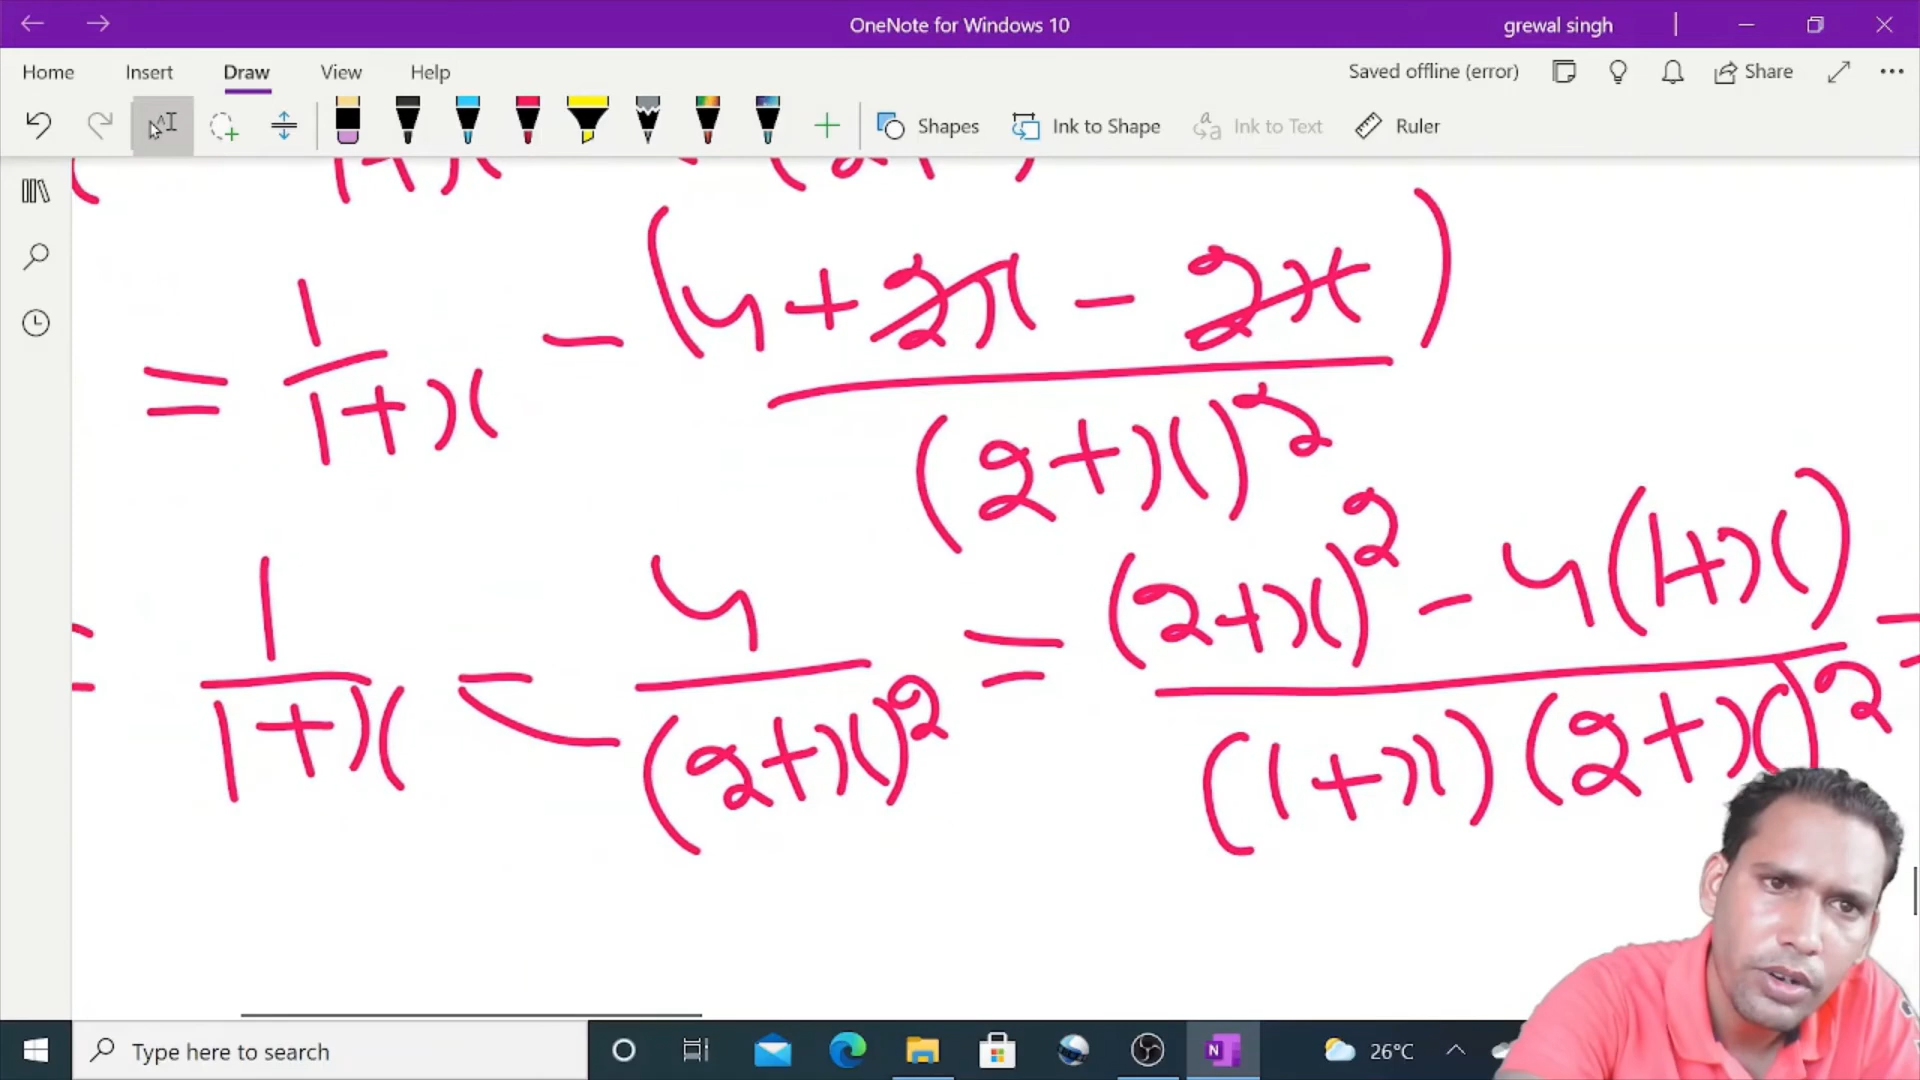 OneNote for Windows 10 grewal singh
Home Insert Draw View Help Saved offline (error) Share
Shapes Ink to Shape Ink to Text Ruler
= 1/(1+x) - (4+2x-2x)/(2+x)²
= 1/(1+x) - 4/(2+x)² = ((2+x)² - 4(1+x))/((1+x)(2+x)²) =
Type here to search 26°C